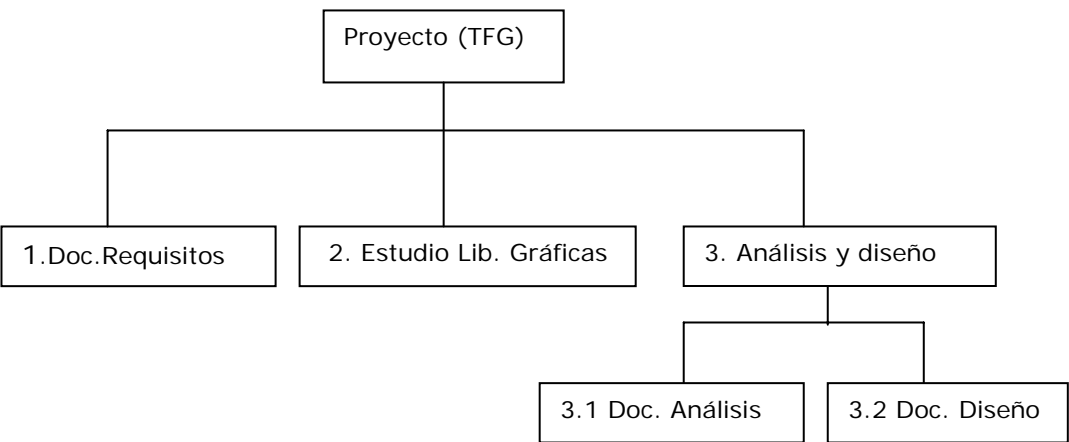 Proyecto (TFG)
1.Doc.Requisitos
2. Estudio Lib. Gráficas
3. Análisis y diseño
3.1 Doc. Análisis
3.2 Doc. Diseño